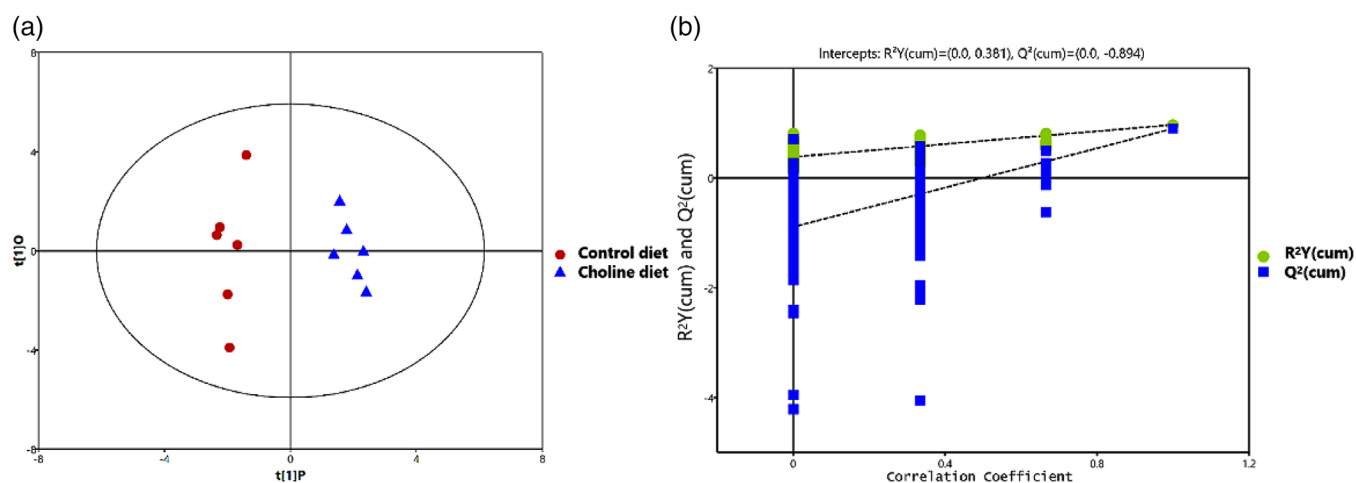 (a)
8
4
0
-4
-8
t[1]O
-8
-4
0
4
8
t[1]P
Control diet
Choline diet
(b)
Intercepts: R²Y(cum)=(0.0, 0.381), Q²(cum)=(0.0, -0.894)
2
0
-2
-4
R²Y(cum) and Q²(cum)
0
0.4
0.8
1.2
Correlation Coefficient
R²Y(cum)
Q²(cum)